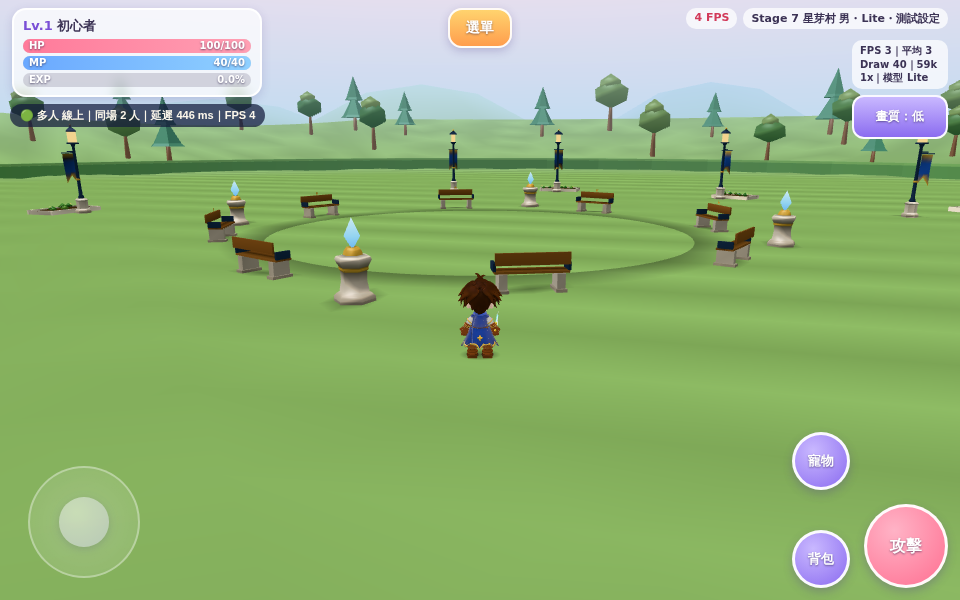 Lv.1 初心者
HP 100/100
MP 40/40
EXP 0.0%
多人 線上｜同場 2 人｜延遲 446 ms｜FPS 4
選單
4 FPS
Stage 7 星芽村 男・Lite・測試設定
FPS 3｜平均 3
Draw 40｜59k
1x｜模型 Lite
畫質：低
寵物
背包
攻擊